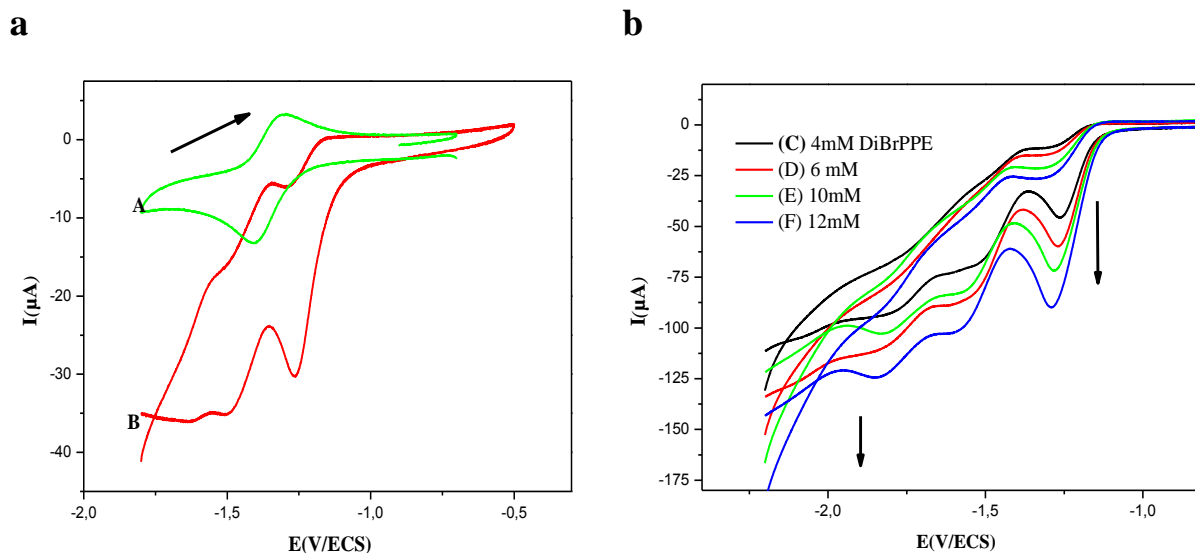 a
b
0
-10
-20
-30
-40
I(µA)
A
B
-2,0
-1,5
-1,0
-0,5
E(V/ECS)
0
-25
-50
-75
-100
-125
-150
-175
I(µA)
(C) 4mM DiBrPPE
(D) 6 mM
(E) 10mM
(F) 12mM
-2,0
-1,5
-1,0
E(V/ECS)